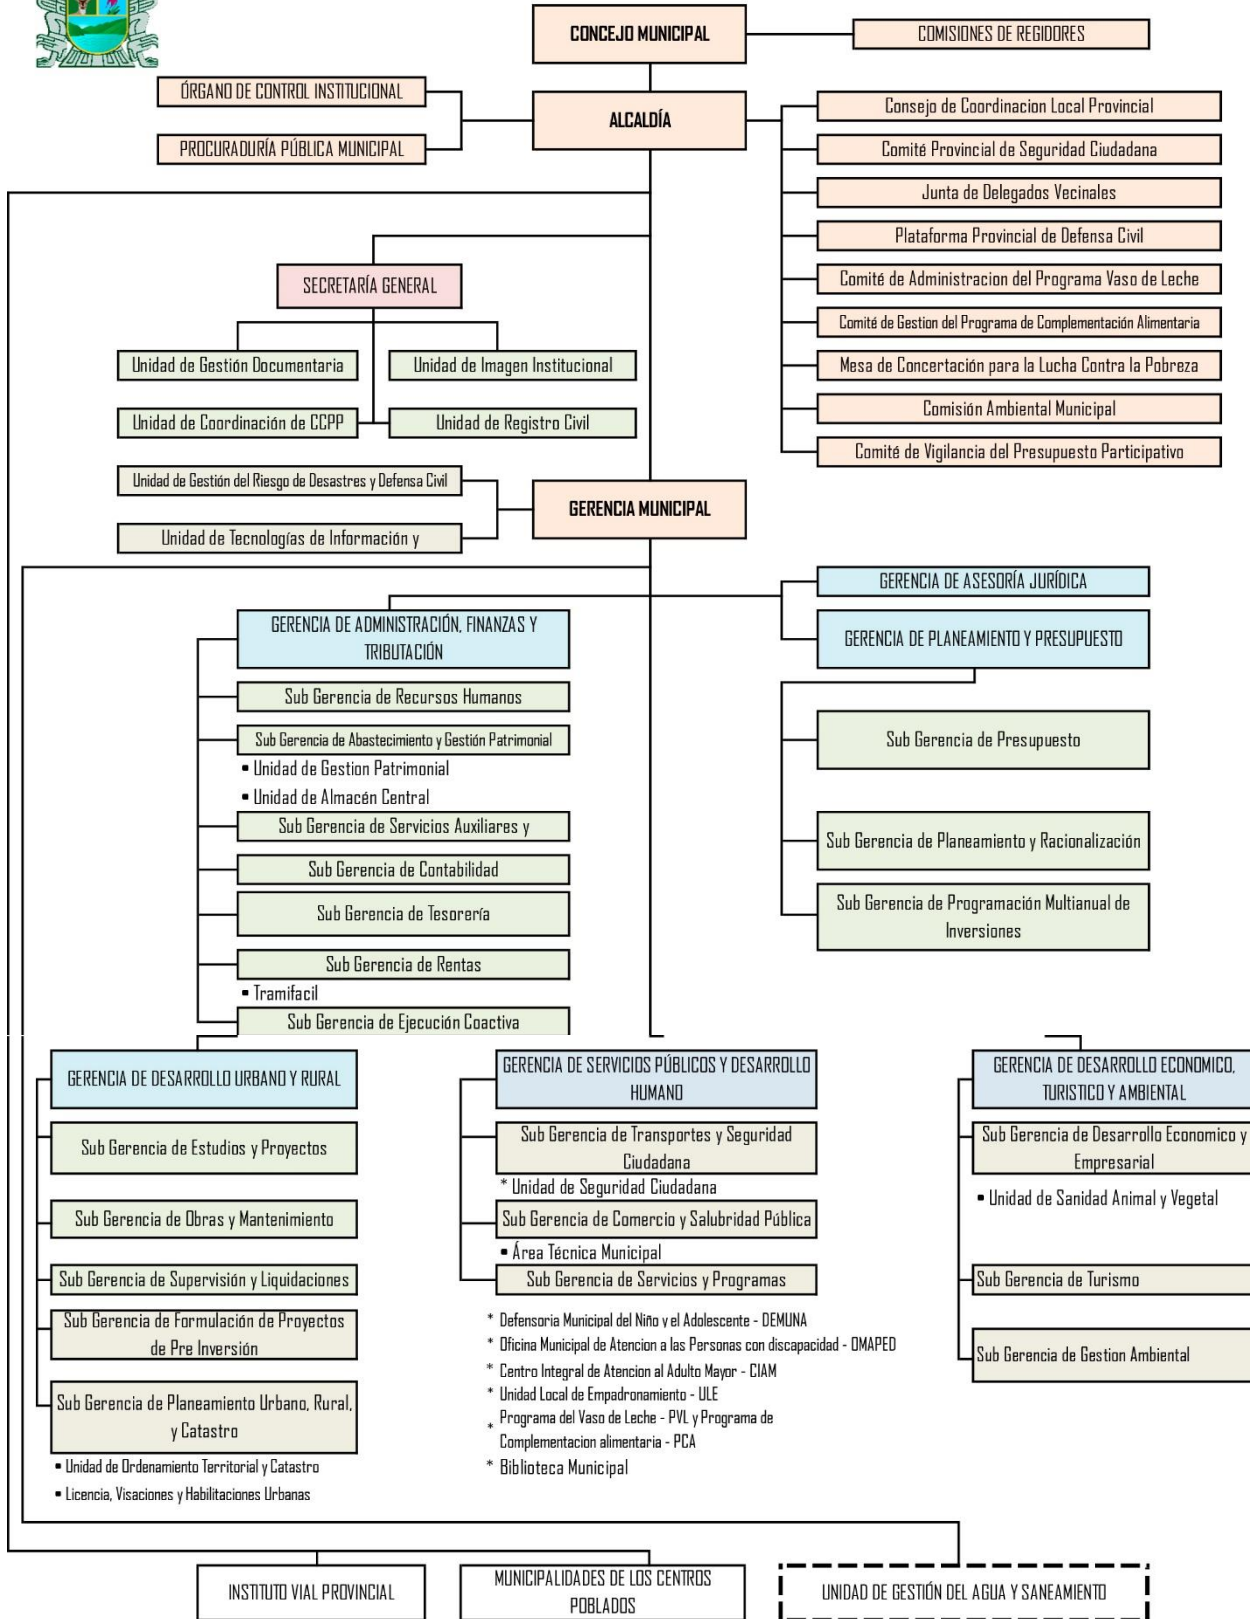 CONCEJO MUNICIPAL
COMISIONES DE REGIDORES
ÓRGANO DE CONTROL INSTITUCIONAL
ALCALDÍA
PROCURADURÍA PÚBLICA MUNICIPAL
Consejo de Coordinacion Local Provincial
Comité Provincial de Seguridad Ciudadana
Junta de Delegados Vecinales
Plataforma Provincial de Defensa Civil
Comité de Administracion del Programa Vaso de Leche
Comité de Gestion del Programa de Complementación Alimentaria
Mesa de Concertación para la Lucha Contra la Pobreza
Comisión Ambiental Municipal
Comité de Vigilancia del Presupuesto Participativo
SECRETARÍA GENERAL
Unidad de Gestión Documentaria
Unidad de Imagen Institucional
Unidad de Coordinación de CCPP
Unidad de Registro Civil
Unidad de Gestión del Riesgo de Desastres y Defensa Civil
Unidad de Tecnologías de Información y
GERENCIA MUNICIPAL
GERENCIA DE ASESORÍA JURÍDICA
GERENCIA DE PLANEAMIENTO Y PRESUPUESTO
Sub Gerencia de Presupuesto
Sub Gerencia de Planeamiento y Racionalización
Sub Gerencia de Programación Multianual de
Inversiones
GERENCIA DE ADMINISTRACIÓN, FINANZAS Y
TRIBUTACIÓN
Sub Gerencia de Recursos Humanos
Sub Gerencia de Abastecimiento y Gestión Patrimonial
▪ Unidad de Gestion Patrimonial
▪ Unidad de Almacén Central
Sub Gerencia de Servicios Auxiliares y
Sub Gerencia de Contabilidad
Sub Gerencia de Tesorería
Sub Gerencia de Rentas
▪ Tramifacil
Sub Gerencia de Ejecución Coactiva
GERENCIA DE DESARROLLO URBANO Y RURAL
Sub Gerencia de Estudios y Proyectos
Sub Gerencia de Obras y Mantenimiento
Sub Gerencia de Supervisión y Liquidaciones
Sub Gerencia de Formulación de Proyectos
de Pre Inversión
Sub Gerencia de Planeamiento Urbano, Rural,
y Catastro
▪ Unidad de Ordenamiento Territorial y Catastro
▪ Licencia, Visaciones y Habilitaciones Urbanas
GERENCIA DE SERVICIOS PÚBLICOS Y DESARROLLO
HUMANO
Sub Gerencia de Transportes y Seguridad
Ciudadana
* Unidad de Seguridad Ciudadana
Sub Gerencia de Comercio y Salubridad Pública
▪ Área Técnica Municipal
Sub Gerencia de Servicios y Programas
* Defensoria Municipal del Niño y el Adolescente - DEMUNA
* Oficina Municipal de Atencion a las Personas con discapacidad - OMAPED
* Centro Integral de Atencion al Adulto Mayor - CIAM
* Unidad Local de Empadronamiento - ULE
* Programa del Vaso de Leche - PVL y Programa de
Complementacion alimentaria - PCA
* Biblioteca Municipal
GERENCIA DE DESARROLLO ECONOMICO,
TURISTICO Y AMBIENTAL
Sub Gerencia de Desarrollo Economico y
Empresarial
▪ Unidad de Sanidad Animal y Vegetal
Sub Gerencia de Turismo
Sub Gerencia de Gestion Ambiental
INSTITUTO VIAL PROVINCIAL
MUNICIPALIDADES DE LOS CENTROS
POBLADOS
UNIDAD DE GESTIÓN DEL AGUA Y SANEAMIENTO